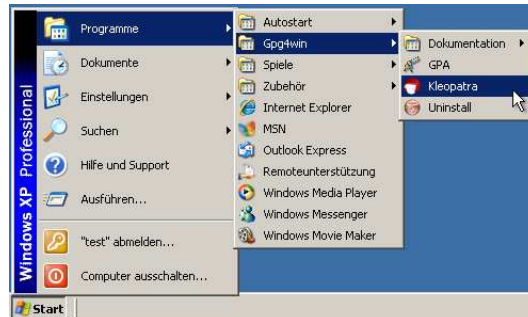 Windows XP Professional
Programme
Dokumente
Einstellungen
Suchen
Hilfe und Support
Ausführen...
"test" abmelden...
Computer ausschalten...
Start
Autostart
Gpg4win
Spiele
Zubehör
Internet Explorer
MSN
Outlook Express
Remoteunterstützung
Windows Media Player
Windows Messenger
Windows Movie Maker
Dokumentation
GPA
Kleopatra
Uninstall